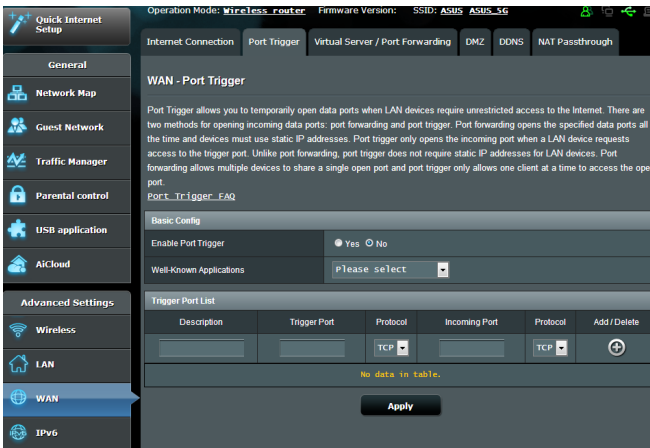 Quick Internet
Setup
General
Network Map
Guest Network
Traffic Manager
Parental control
USB application
AiCloud
Advanced Settings
Wireless
LAN
WAN
IPv6
Operation Mode: Wireless router Firmware Version: SSID: ASUS ASUS_5G
Internet Connection Port Trigger Virtual Server / Port Forwarding DMZ DDNS NAT Passthrough
WAN - Port Trigger
Port Trigger allows you to temporarily open data ports when LAN devices require unrestricted access to the Internet. There are
two methods for opening incoming data ports: port forwarding and port trigger. Port forwarding opens the specified data ports all
the time and devices must use static IP addresses. Port trigger only opens the incoming port when a LAN device requests
access to the trigger port. Unlike port forwarding, port trigger does not require static IP addresses for LAN devices. Port
forwarding allows multiple devices to share a single open port and port trigger only allows one client at a time to access the ope
port.
Port Trigger FAQ
Basic Config
Enable Port Trigger Yes No
Well-Known Applications Please select
Trigger Port List
Description Trigger Port Protocol Incoming Port Protocol Add / Delete
TCP TCP
No data in table.
Apply